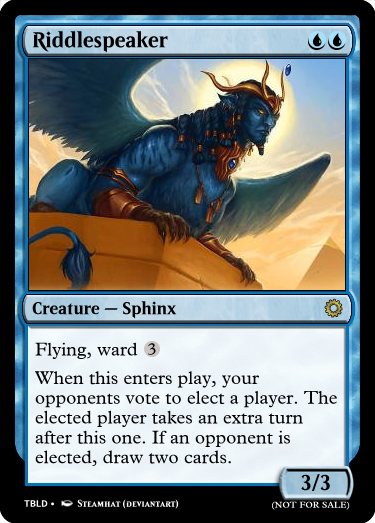 Riddlespeaker
Creature — Sphinx
Flying, ward 3
When this enters play, your
opponents vote to elect a player. The
elected player takes an extra turn
after this one. If an opponent is
elected, draw two cards.
3/3
TBLD • Steamhat (deviantart)
(NOT FOR SALE)